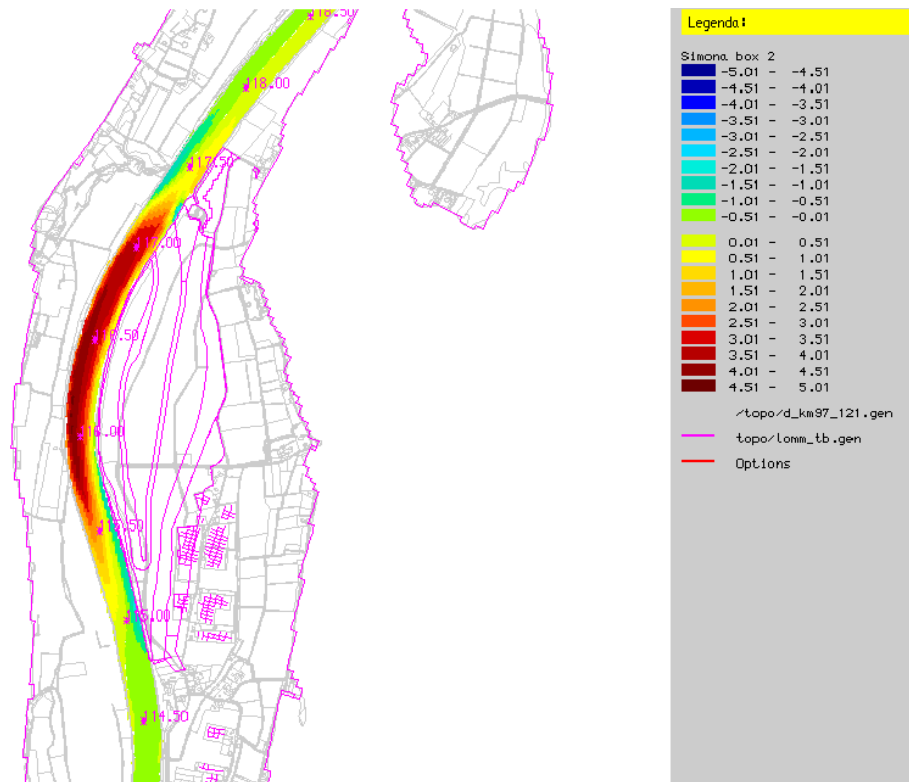 118.50
118.00
117.50
117.00
116.50
116.00
115.50
115.00
114.50
Legenda:
Simona box 2
-5.01 - -4.51
-4.51 - -4.01
-4.01 - -3.51
-3.51 - -3.01
-3.01 - -2.51
-2.51 - -2.01
-2.01 - -1.51
-1.51 - -1.01
-1.01 - -0.51
-0.51 - -0.01
0.01 - 0.51
0.51 - 1.01
1.01 - 1.51
1.51 - 2.01
2.01 - 2.51
2.51 - 3.01
3.01 - 3.51
3.51 - 4.01
4.01 - 4.51
4.51 - 5.01
/topo/d_km97_121.gen
topo/lomm_tb.gen
Options